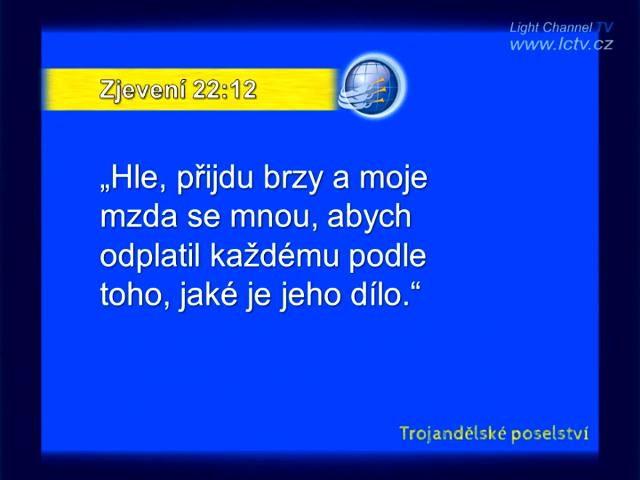 Light Channel TV
www.lctv.cz
Zjevení 22:12
„Hle, přijdu brzy a moje
mzda se mnou, abych
odplatil každému podle
toho, jaké je jeho dílo.“
Trojandělské poselství